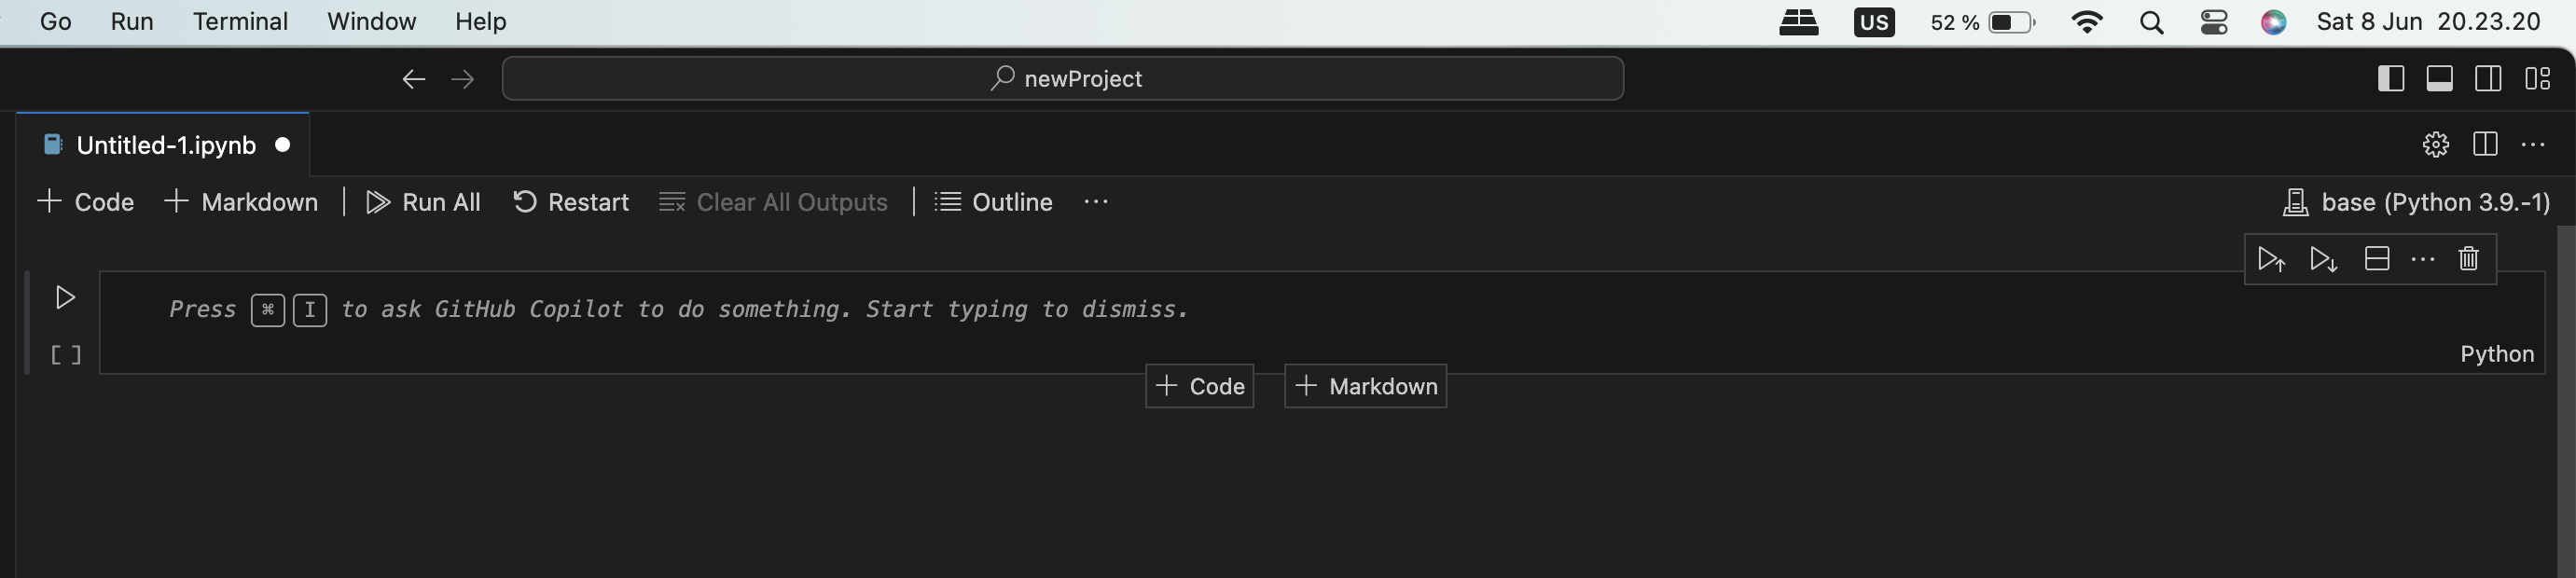 Go Run Terminal Window Help US 52 % Sat 8 Jun 20.23.20
newProject
Untitled-1.ipynb
Code Markdown Run All Restart Clear All Outputs Outline ... base (Python 3.9.-1)
Press ⌘ I to ask GitHub Copilot to do something. Start typing to dismiss.
[ ]
Python
+ Code + Markdown